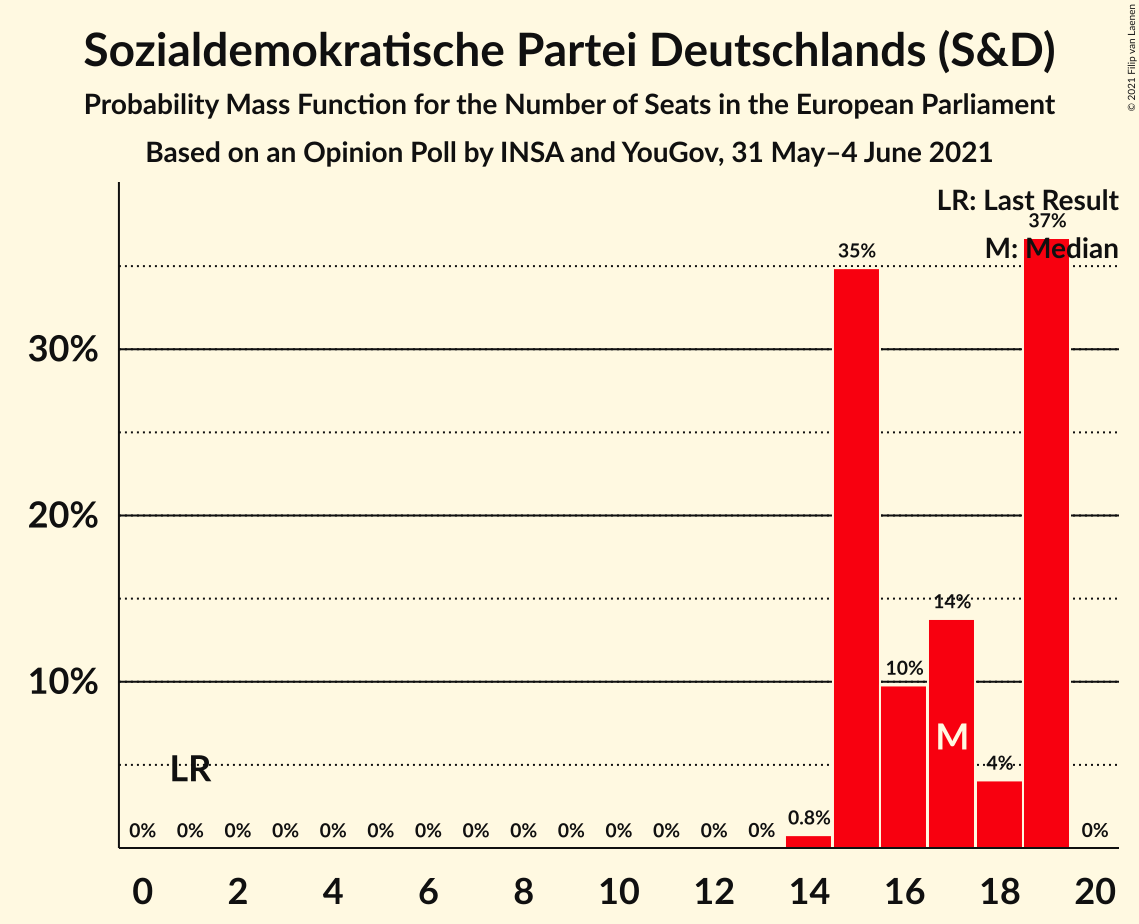 Sozialdemokratische Partei Deutschlands (S&D)
Probability Mass Function for the Number of Seats in the European Parliament
Based on an Opinion Poll by INSA and YouGov, 31 May–4 June 2021
© 2021 Filip van Laenen
LR: Last Result
M: Median
37%
35%
30%
20%
14%
10%
10%
M
LR
4%
0.8%
0% 0% 0% 0% 0% 0% 0% 0% 0% 0% 0% 0% 0% 0% 0%
0 2 4 6 8 10 12 14 16 18 20